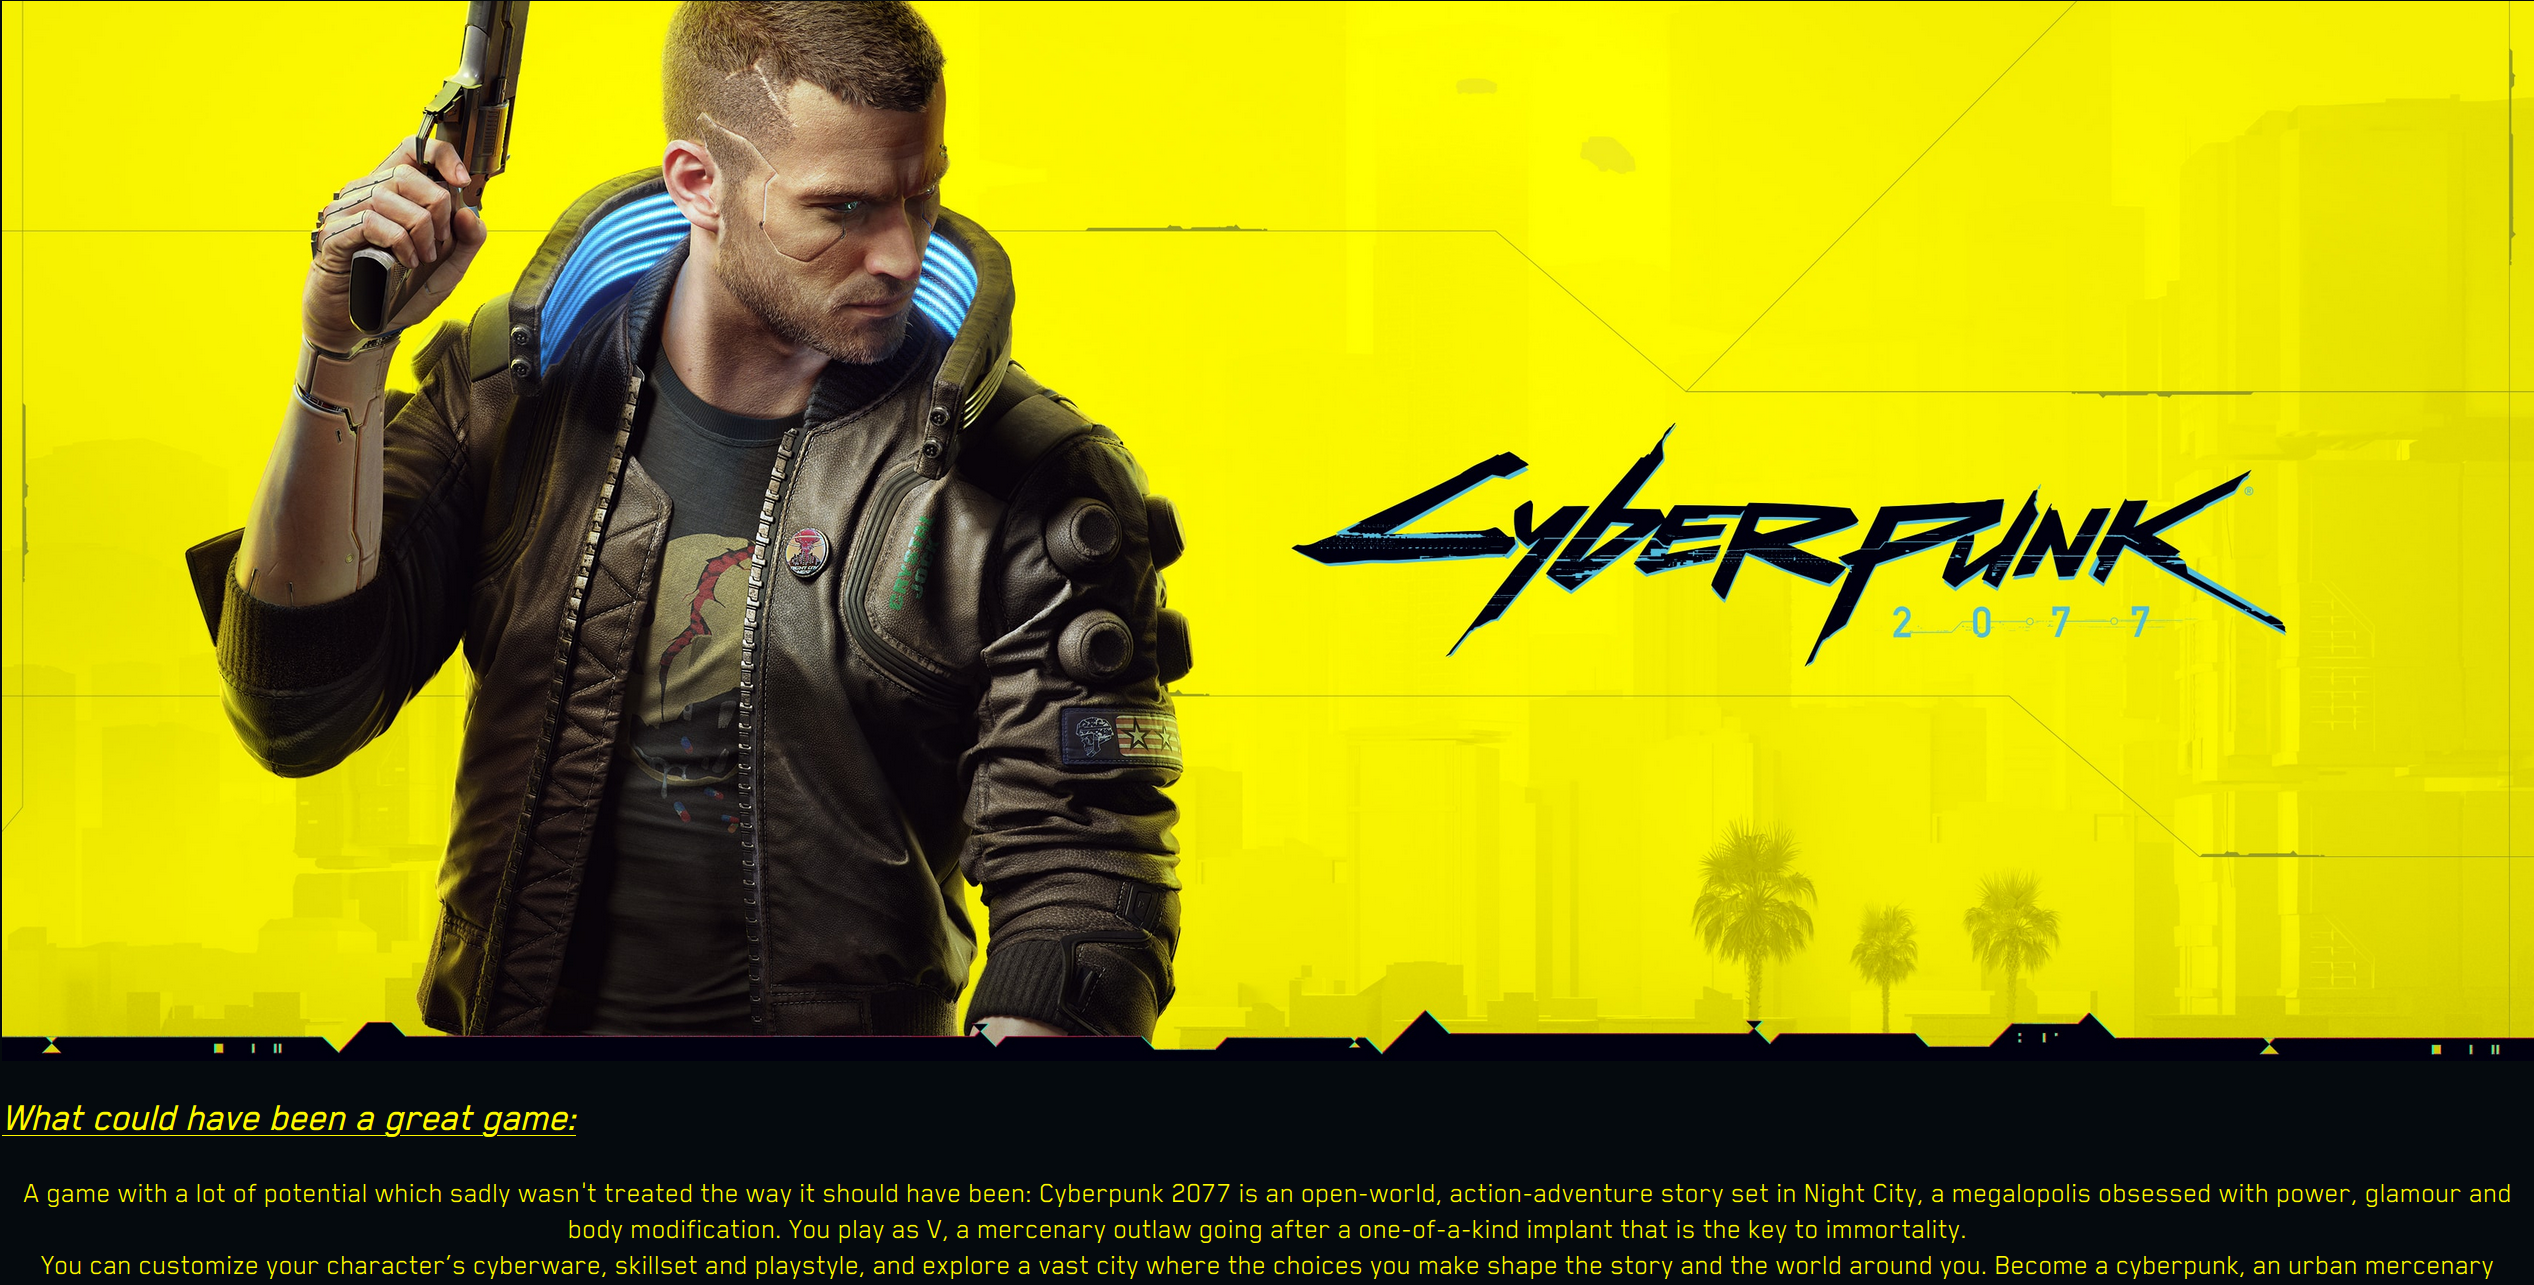 CYBERPUNK®
2077
What could have been a great game:
A game with a lot of potential which sadly wasn't treated the way it should have been: Cyberpunk 2077 is an open-world, action-adventure story set in Night City, a megalopolis obsessed with power, glamour and
body modification. You play as V, a mercenary outlaw going after a one-of-a-kind implant that is the key to immortality.
You can customize your character’s cyberware, skillset and playstyle, and explore a vast city where the choices you make shape the story and the world around you. Become a cyberpunk, an urban mercenary